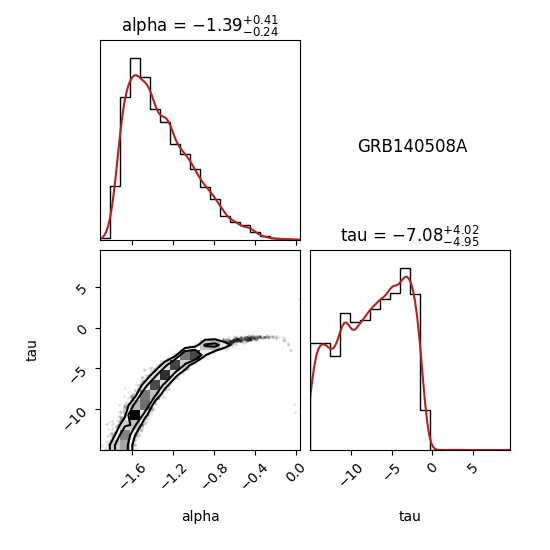 alpha = −1.39 +0.41 −0.24
GRB140508A
tau = −7.08 +4.02 −4.95
5
0
−5
−10
tau
−1.6 −1.2 −0.8 −0.4 0.0
alpha
−10 −5 0 5
tau